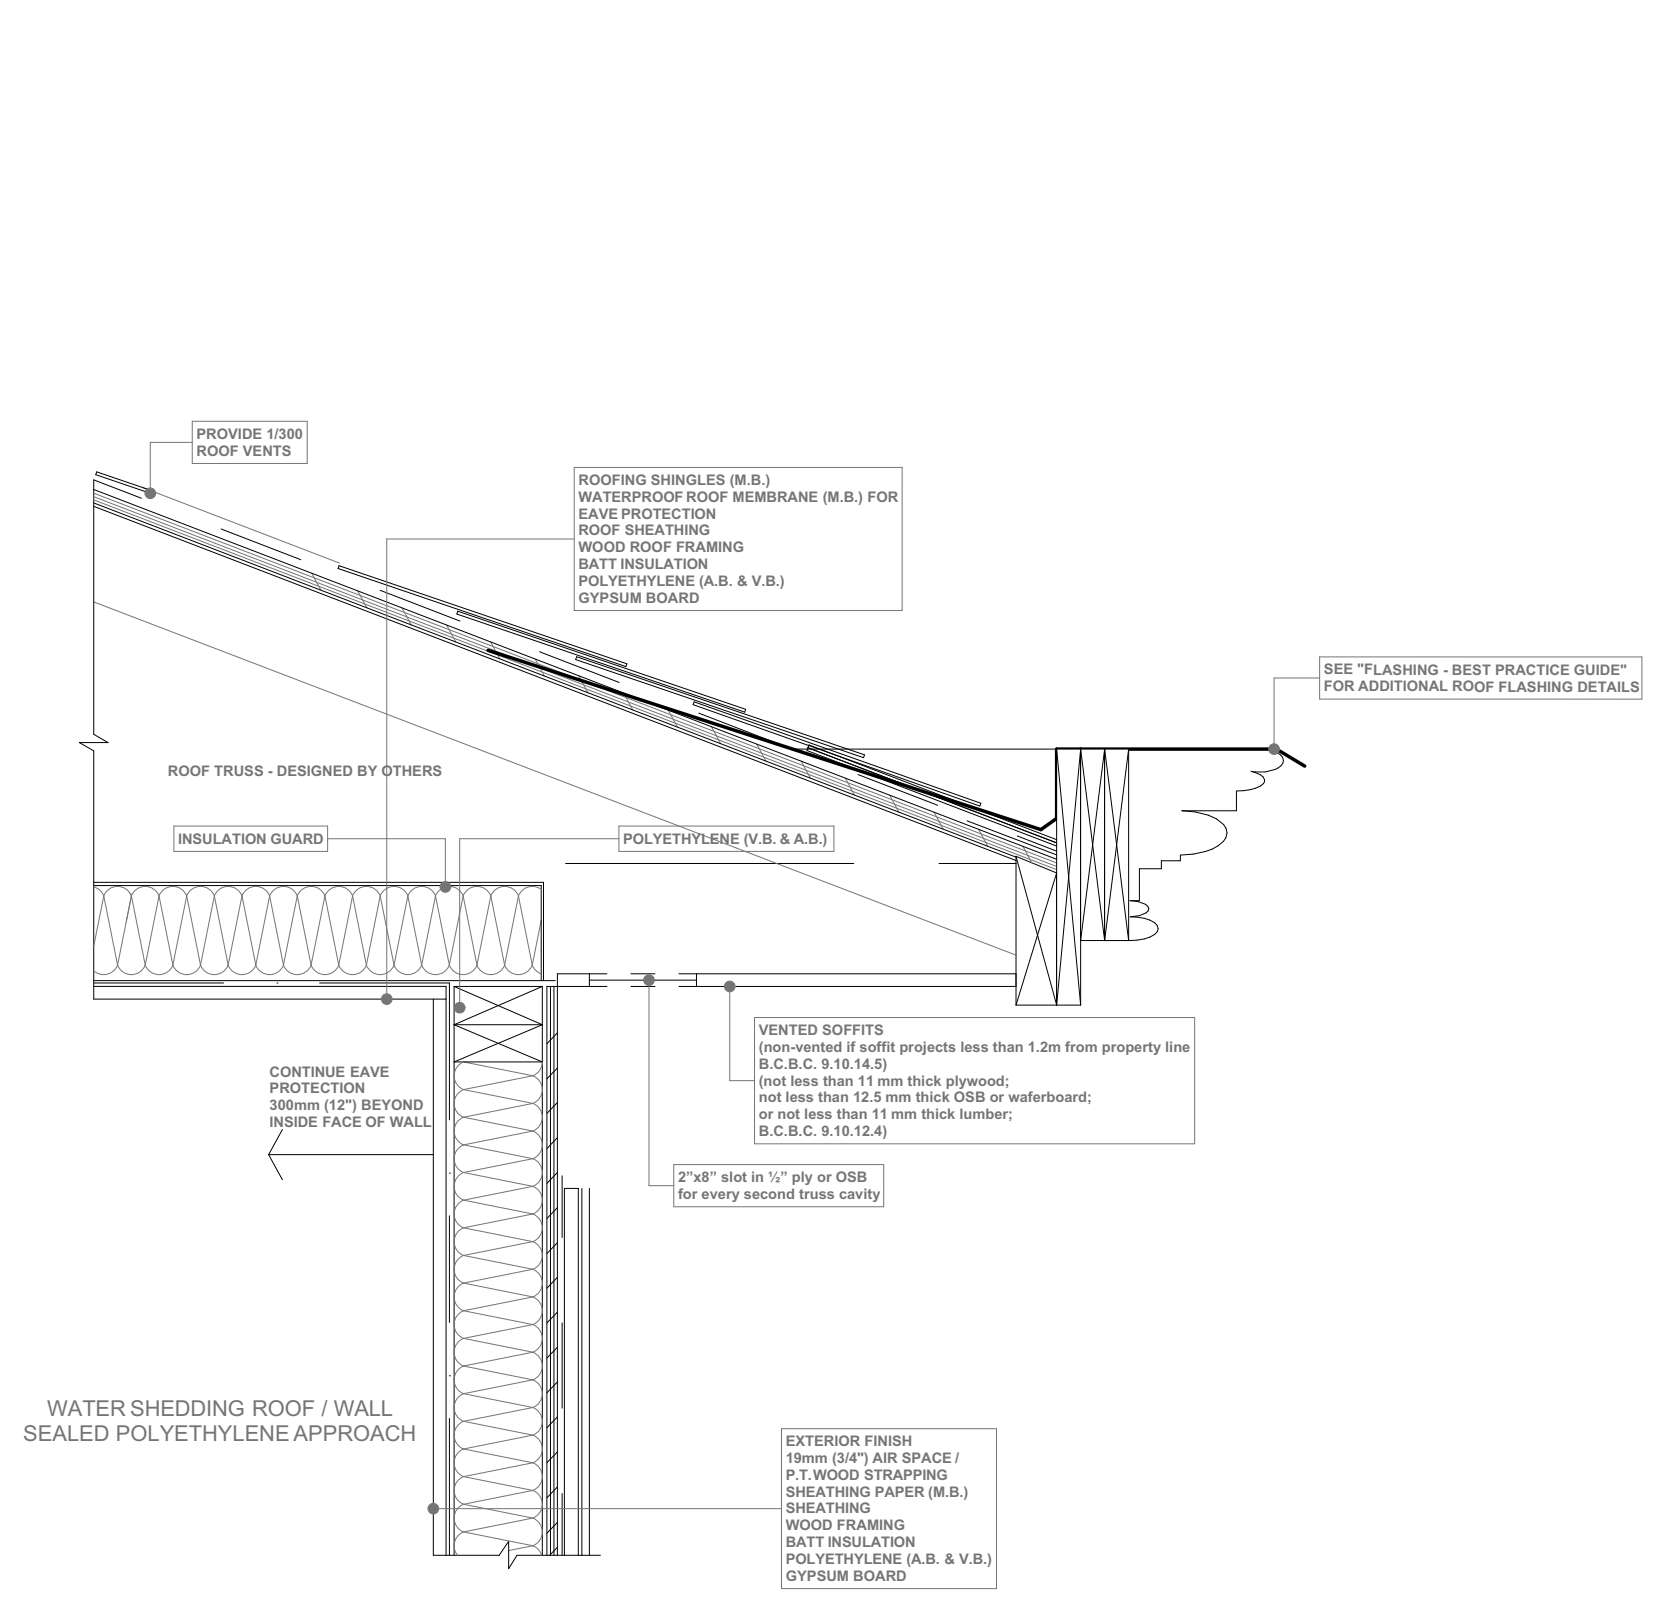 PROVIDE 1/300
ROOF VENTS
ROOFING SHINGLES (M.B.)
WATERPROOF ROOF MEMBRANE (M.B.) FOR
EAVE PROTECTION
ROOF SHEATHING
WOOD ROOF FRAMING
BATT INSULATION
POLYETHYLENE (A.B. & V.B.)
GYPSUM BOARD
SEE "FLASHING - BEST PRACTICE GUIDE"
FOR ADDITIONAL ROOF FLASHING DETAILS
ROOF TRUSS - DESIGNED BY OTHERS
INSULATION GUARD
POLYETHYLENE (V.B. & A.B.)
VENTED SOFFITS
(non-vented if soffit projects less than 1.2m from property line
B.C.B.C. 9.10.14.5)
(not less than 11 mm thick plywood;
not less than 12.5 mm thick OSB or waferboard;
or not less than 11 mm thick lumber;
B.C.B.C. 9.10.12.4)
CONTINUE EAVE
PROTECTION
300mm (12") BEYOND
INSIDE FACE OF WALL
2”x8” slot in ½” ply or OSB
for every second truss cavity
WATER SHEDDING ROOF / WALL
SEALED POLYETHYLENE APPROACH
EXTERIOR FINISH
19mm (3/4") AIR SPACE /
P.T.WOOD STRAPPING
SHEATHING PAPER (M.B.)
SHEATHING
WOOD FRAMING
BATT INSULATION
POLYETHYLENE (A.B. & V.B.)
GYPSUM BOARD